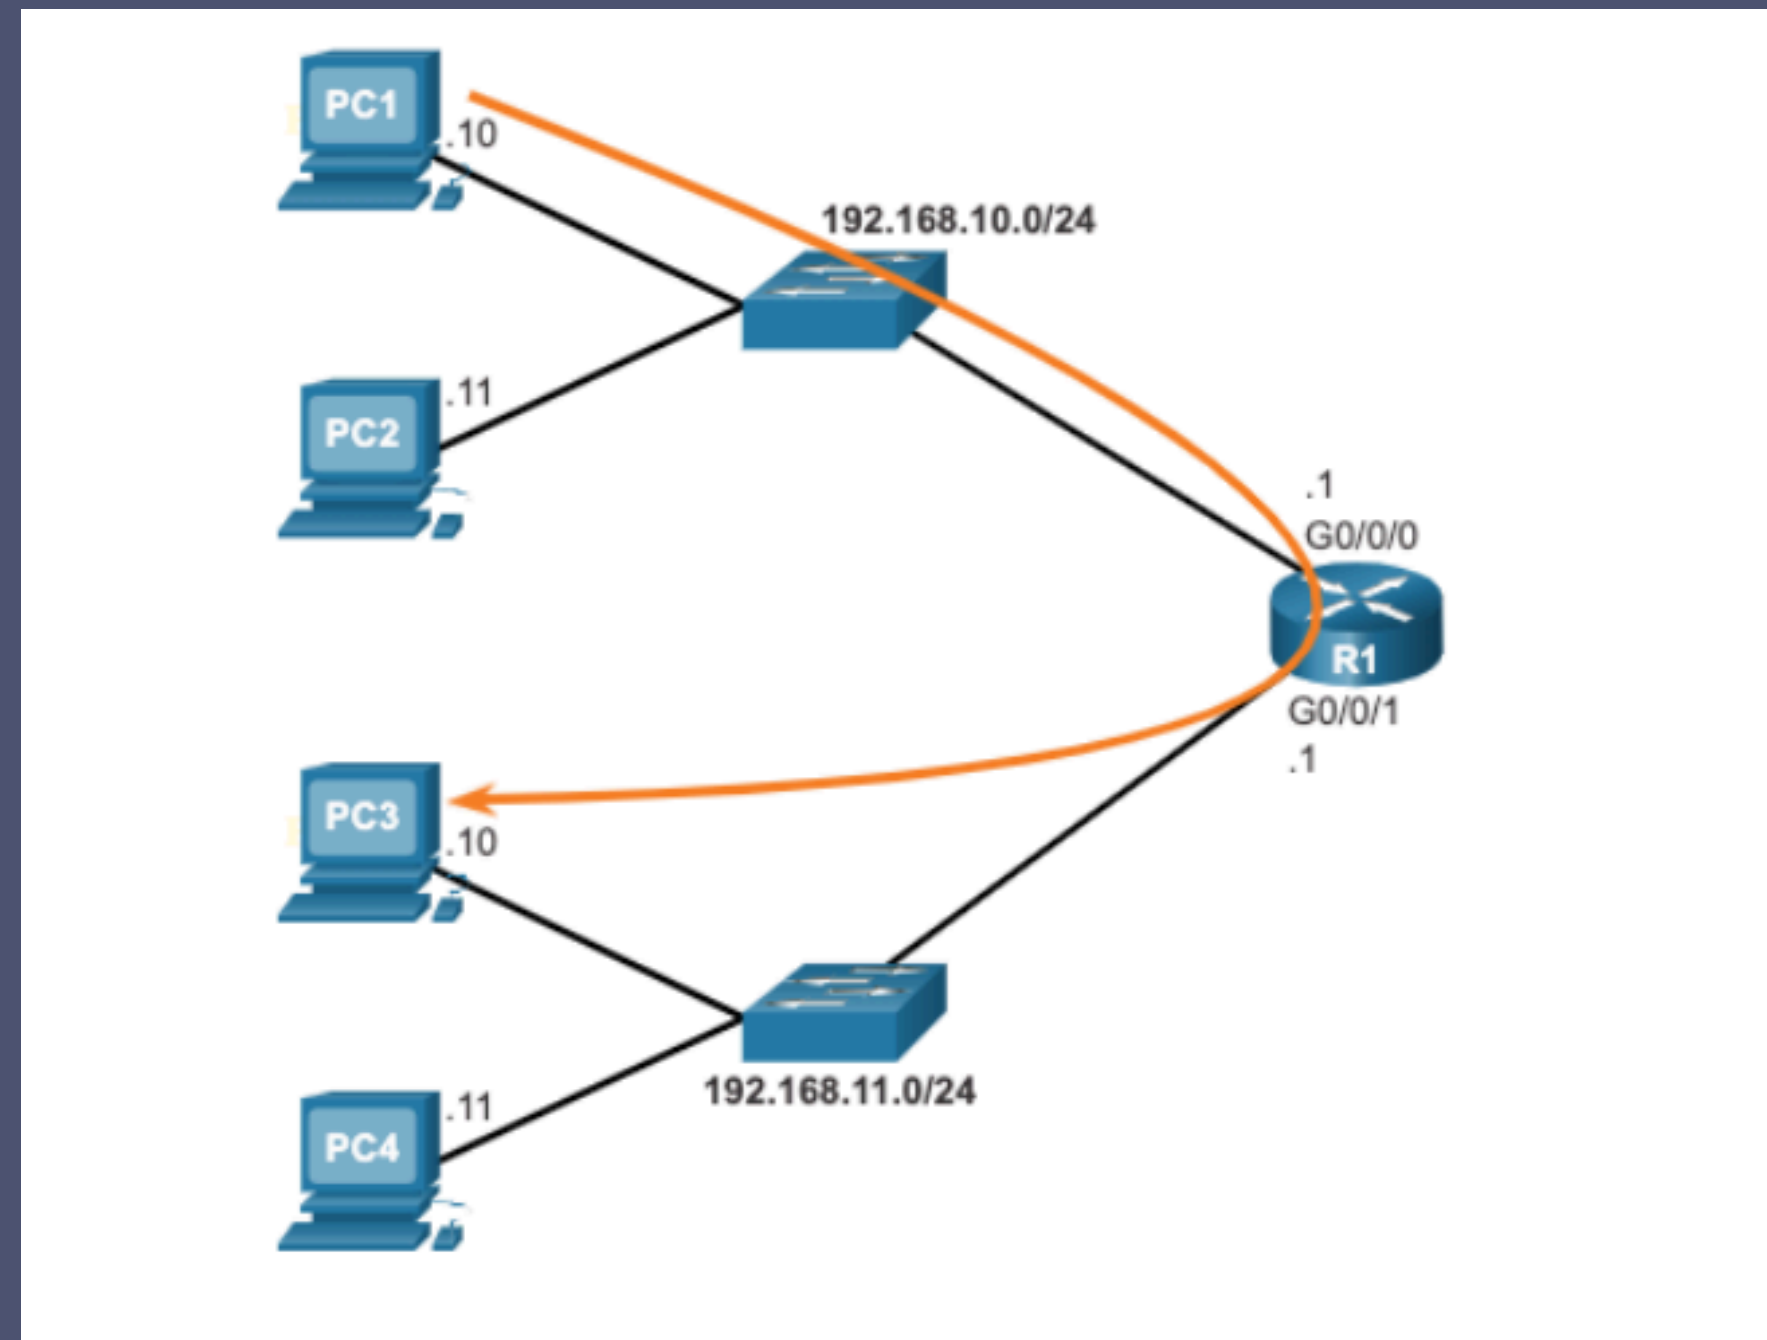 PC1
.10
192.168.10.0/24
.11
PC2
.1
G0/0/0
R1
G0/0/1
.1
PC3
.10
192.168.11.0/24
.11
PC4